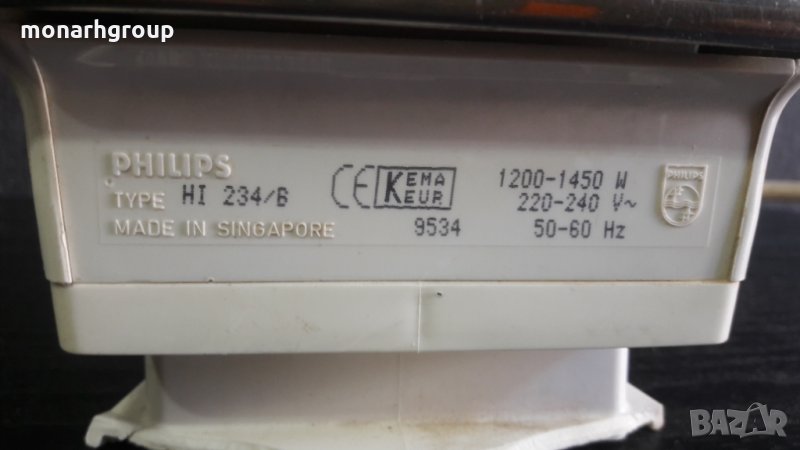 monarhgroup
PHILIPS
TYPE HI 234/B
MADE IN SINGAPORE
CE KEMA KEUR
9534
1200-1450 W
220-240 V~
50-60 Hz
PHILIPS
BAZAR